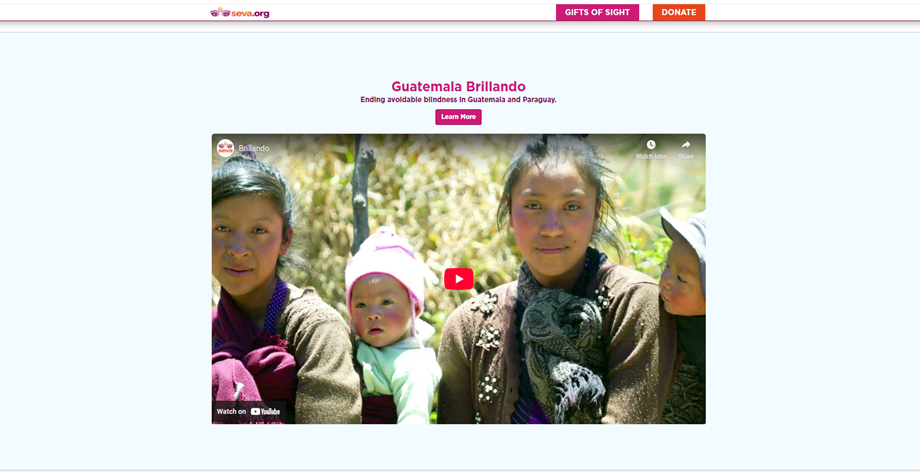 seva.org
GIFTS OF SIGHT
DONATE
Guatemala Brillando
Ending avoidable blindness in Guatemala and Paraguay.
Learn More
seva
Brillando
Watch later
Share
Watch on YouTube